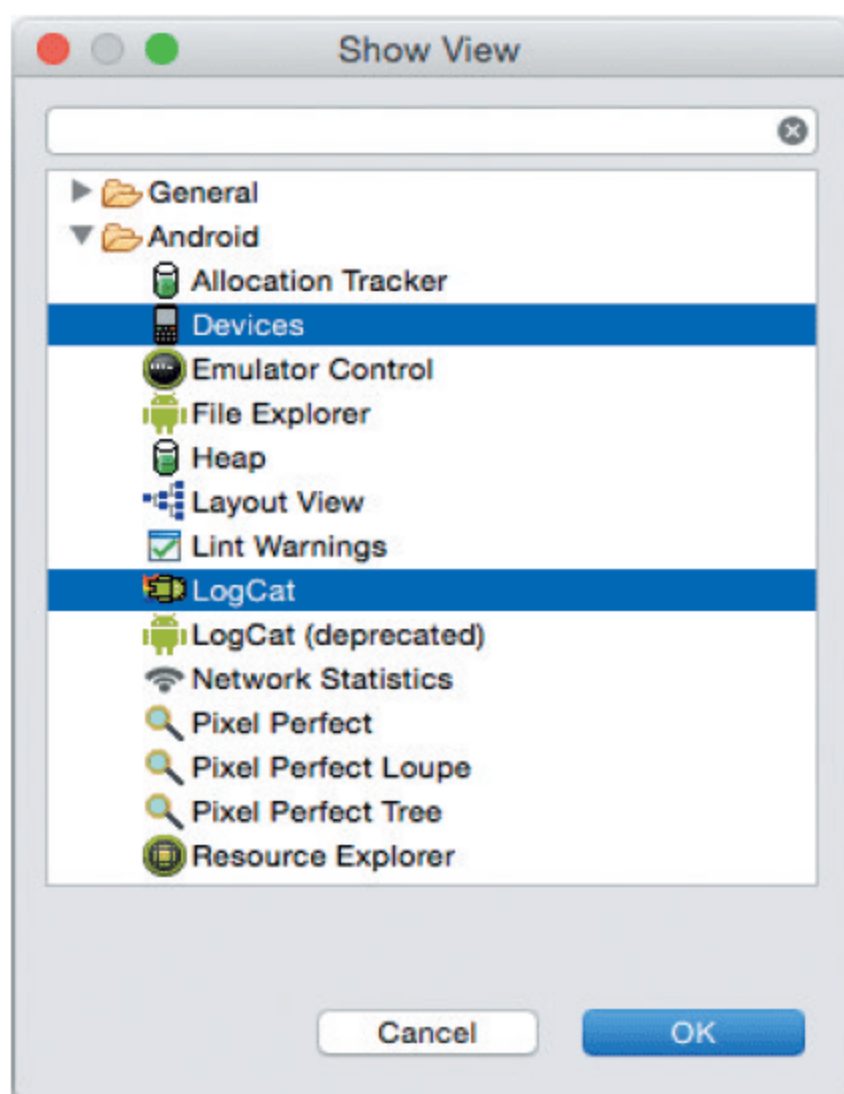 Show View
General
Android
Allocation Tracker
Devices
Emulator Control
File Explorer
Heap
Layout View
Lint Warnings
LogCat
LogCat (deprecated)
Network Statistics
Pixel Perfect
Pixel Perfect Loupe
Pixel Perfect Tree
Resource Explorer
Cancel OK